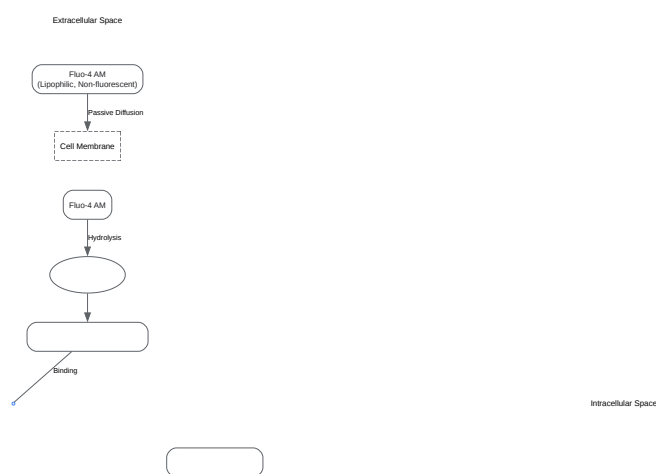 Extracellular Space
Fluo-4 AM
(Lipophilic, Non-fluorescent)
Passive Diffusion
Cell Membrane
Fluo-4 AM
Hydrolysis
Binding
Intracellular Space